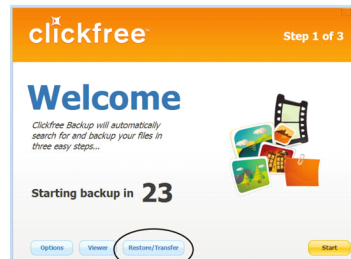 clickfree
Step 1 of 3
Welcome
Clickfree Backup will automatically
search for and backup your files in
three easy steps...
Starting backup in 23
Options Viewer Restore/Transfer Start